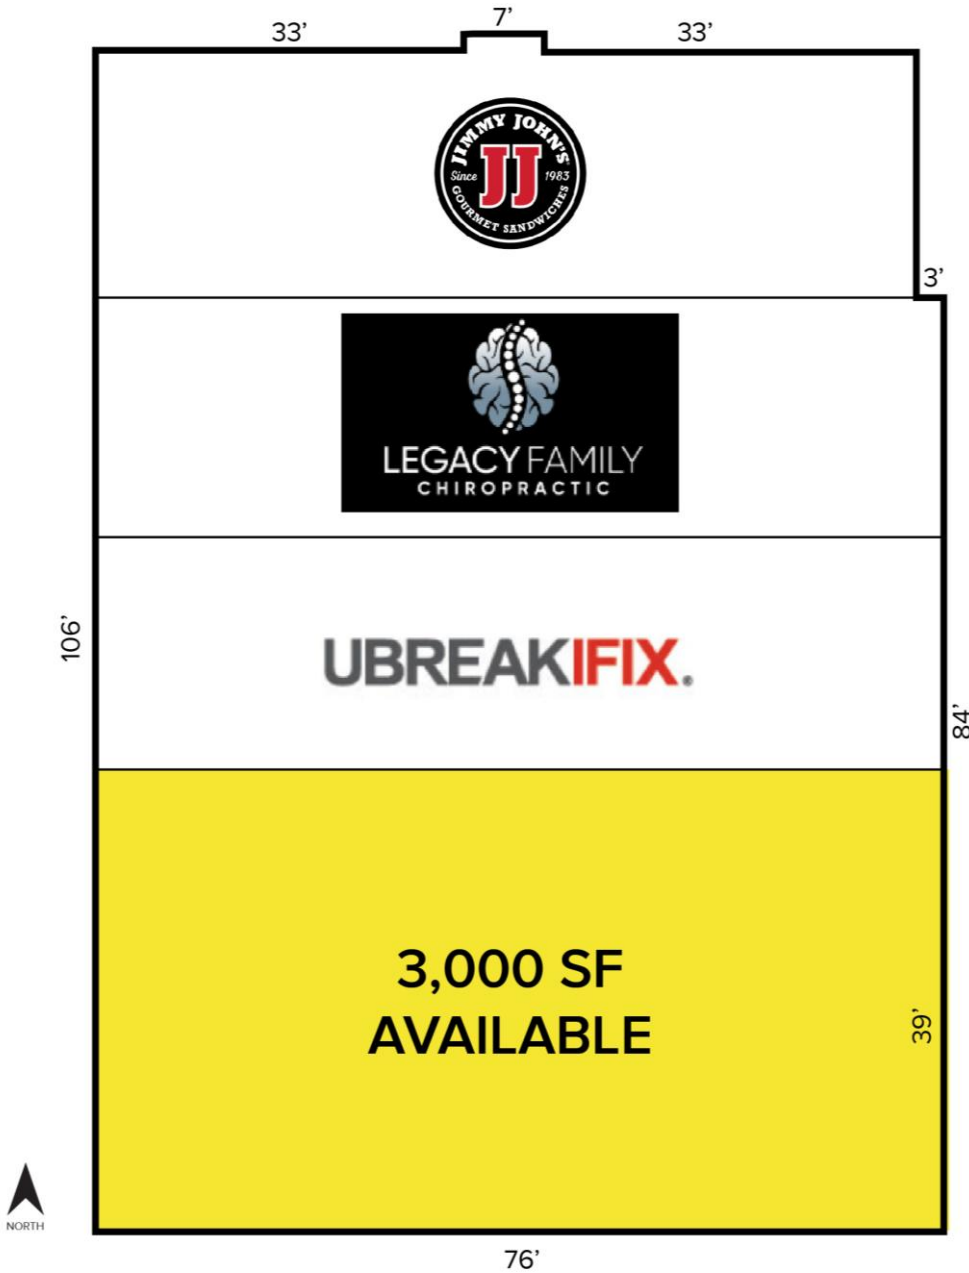 33’
7’
33’
JIMMY JOHN'S
Since
JJ
1983
GOURMET SANDWICHES
3’
LEGACY FAMILY
CHIROPRACTIC
106’
UBREAKIFIX.
84’
3,000 SF
AVAILABLE
39’
NORTH
76’